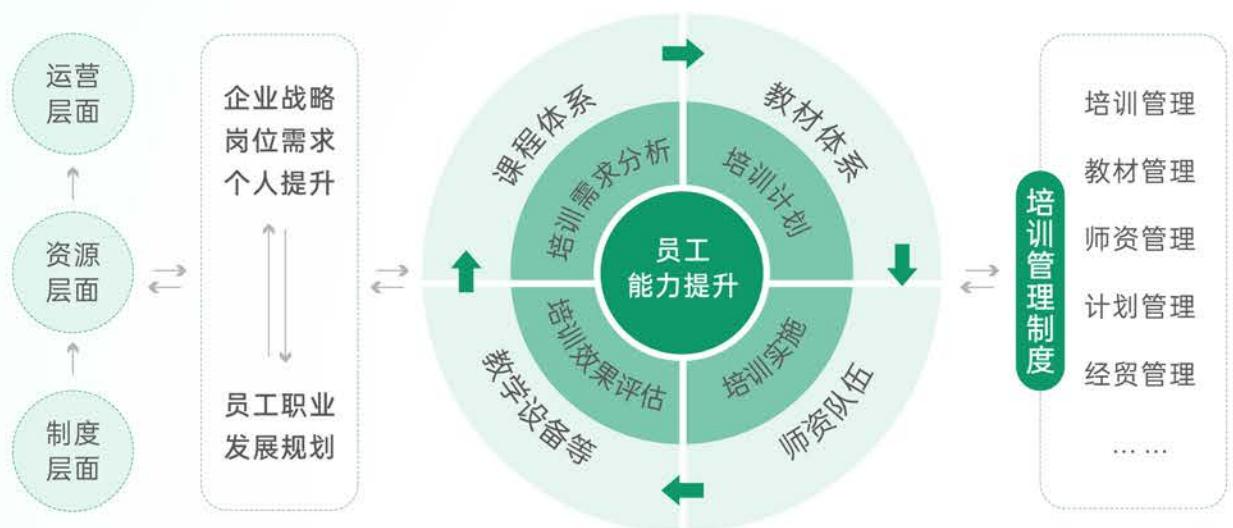 运营
层面
资源
层面
制度
层面
企业战略
岗位需求
个人提升
员工职业
发展规划
课程体系
教材体系
师资队伍
教学设备等
培训需求分析
培训计划
培训实施
培训效果评估
员工
能力提升
培训管理制度
培训管理
教材管理
师资管理
计划管理
经贸管理
……